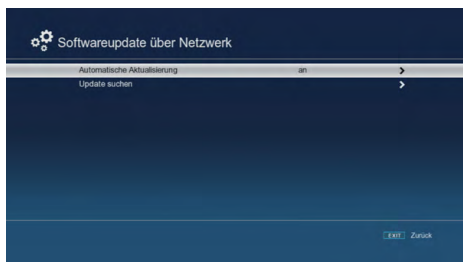 Softwareupdate über Netzwerk
Automatische Aktualisierung an
Update suchen
EXIT Zurück